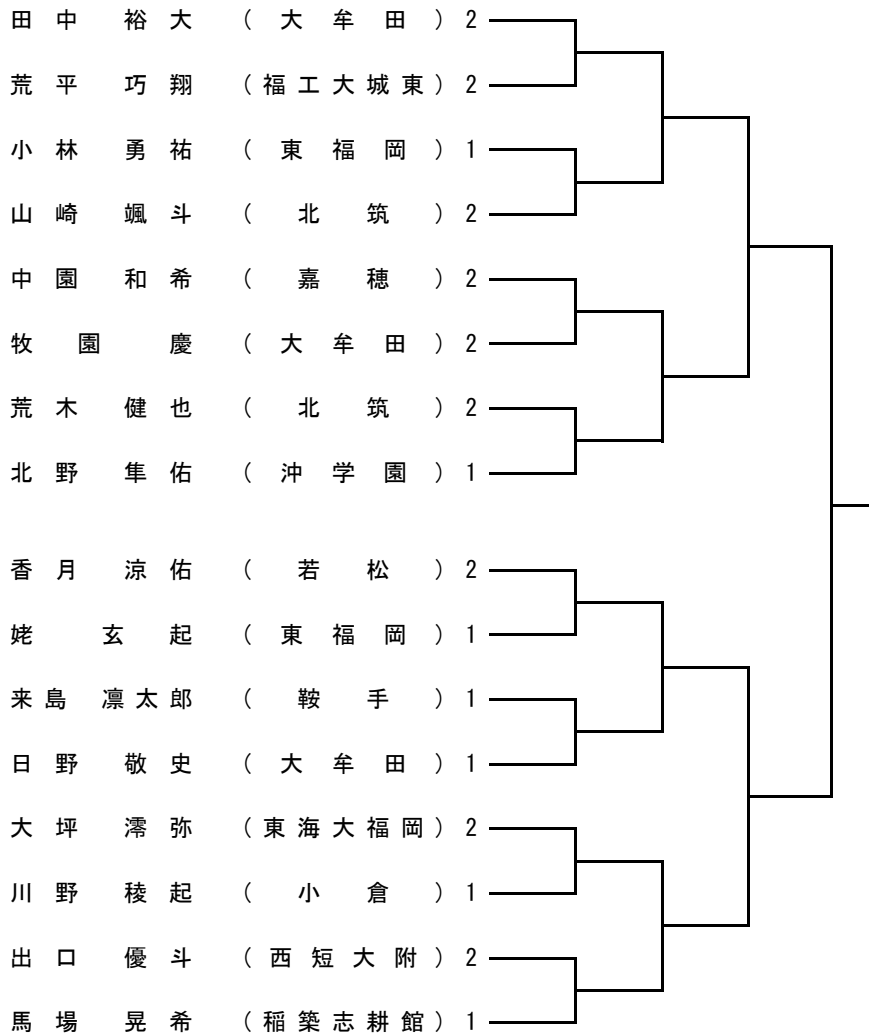 田中 裕大 (大牟田) 2
荒平 巧翔 (福工大城東) 2
小林 勇祐 (東福岡) 1
山崎 颯斗 (北筑) 2
中園 和希 (嘉穂) 2
牧園 慶 (大牟田) 2
荒木 健也 (北筑) 2
北野 隼佑 (沖学園) 1
香月 涼佑 (若松) 2
姥 玄起 (東福岡) 1
来島 凛太郎 (鞍手) 1
日野 敬史 (大牟田) 1
大坪 澪弥 (東海大福岡) 2
川野 稜起 (小倉) 1
出口 優斗 (西短大附) 2
馬場 晃希 (稲築志耕館) 1